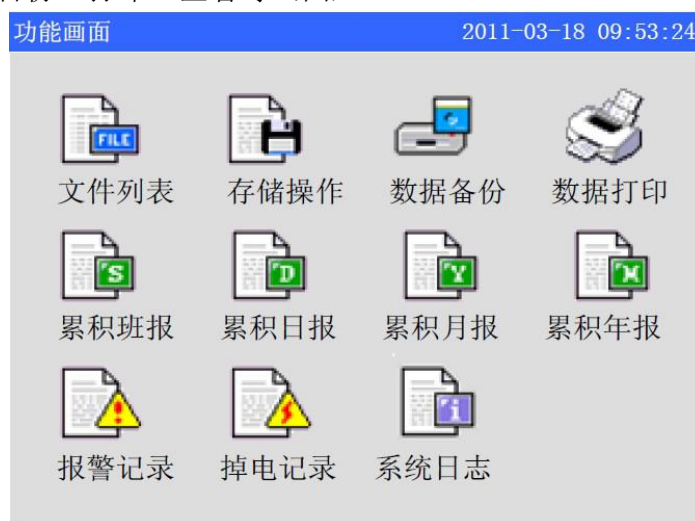 功能画面 2011-03-18 09:53:24
FILE
文件列表 存储操作 数据备份 数据打印
S D Y M
累积班报 累积日报 累积月报 累积年报
i
报警记录 掉电记录 系统日志